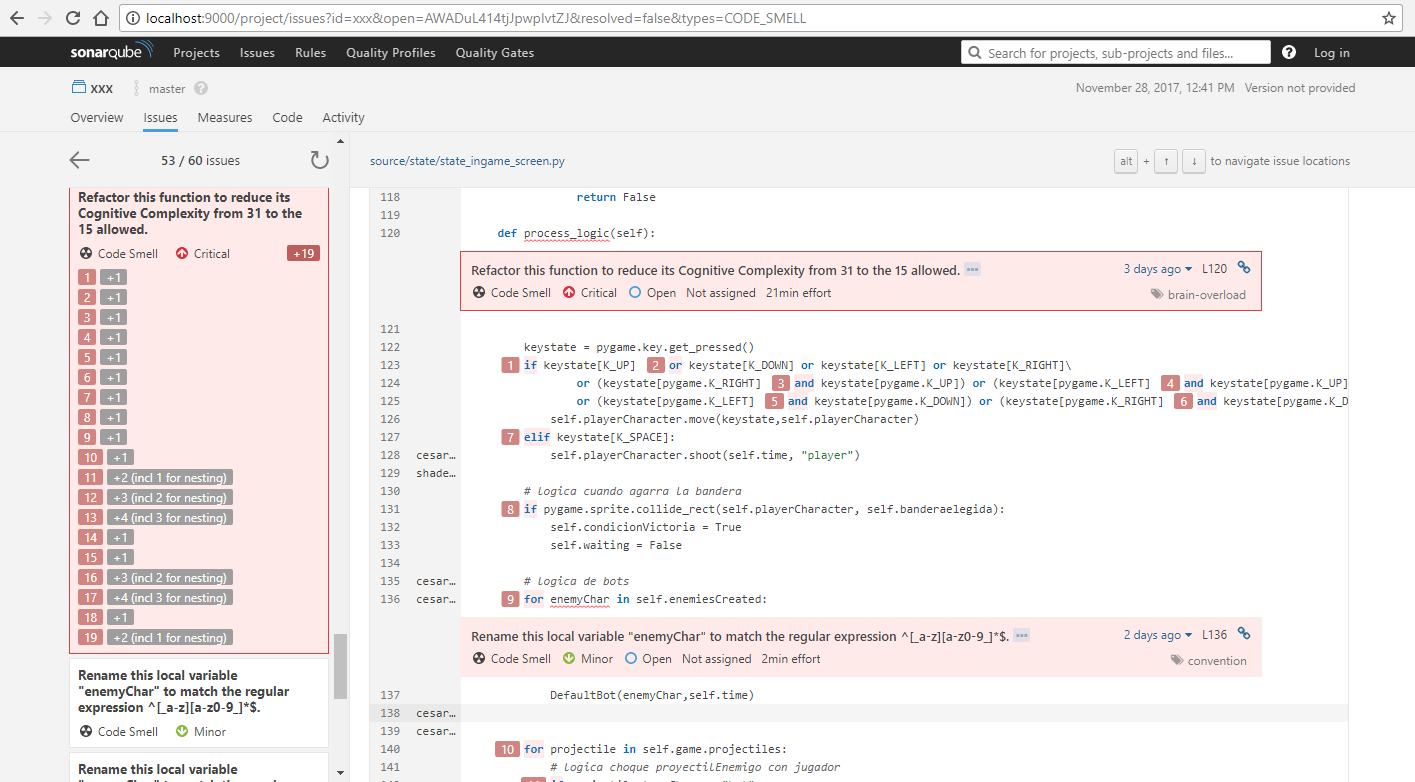 localhost:9000/project/issues?id=xxx&open=AWADuL414tjJpwpIvtZJ&resolved=false&types=CODE_SMELL
sonarqube Projects Issues Rules Quality Profiles Quality Gates Search for projects, sub-projects and files... ? Log in
xxx master ? November 28, 2017, 12:41 PM Version not provided
Overview Issues Measures Code Activity
53 / 60 issues
Refactor this function to reduce its
Cognitive Complexity from 31 to the
15 allowed.
Code Smell Critical +19
1 +1
2 +1
3 +1
4 +1
5 +1
6 +1
7 +1
8 +1
9 +1
10 +1
11 +2 (incl 1 for nesting)
12 +3 (incl 2 for nesting)
13 +4 (incl 3 for nesting)
14 +1
15 +1
16 +3 (incl 2 for nesting)
17 +4 (incl 3 for nesting)
18 +1
19 +2 (incl 1 for nesting)
Rename this local variable
"enemyChar" to match the regular
expression ^[_a-z][a-z0-9_]*$.
Code Smell Minor
Rename this local variable
source/state/state_ingame_screen.py alt + ↑ ↓ to navigate issue locations
118 return False
119
120 def process_logic(self):
Refactor this function to reduce its Cognitive Complexity from 31 to the 15 allowed. ••• 3 days ago L120
Code Smell Critical Open Not assigned 21min effort brain-overload
121
122 keystate = pygame.key.get_pressed()
123 1 if keystate[K_UP] 2 or keystate[K_DOWN] or keystate[K_LEFT] or keystate[K_RIGHT]\
124 or (keystate[pygame.K_RIGHT] 3 and keystate[pygame.K_UP]) or (keystate[pygame.K_LEFT] 4 and keystate[pygame.K_UP]
125 or (keystate[pygame.K_LEFT] 5 and keystate[pygame.K_DOWN]) or (keystate[pygame.K_RIGHT] 6 and keystate[pygame.K_D
126 self.playerCharacter.move(keystate,self.playerCharacter)
127 7 elif keystate[K_SPACE]:
128 cesar… self.playerCharacter.shoot(self.time, "player")
129 shade…
130 # logica cuando agarra la bandera
131 8 if pygame.sprite.collide_rect(self.playerCharacter, self.banderaelegida):
132 self.condicionVictoria = True
133 self.waiting = False
134
135 cesar… # logica de bots
136 cesar… 9 for enemyChar in self.enemiesCreated:
Rename this local variable "enemyChar" to match the regular expression ^[_a-z][a-z0-9_]*$. ••• 2 days ago L136
Code Smell Minor Open Not assigned 2min effort convention
137 DefaultBot(enemyChar,self.time)
138 cesar…
139 cesar…
140 10 for projectile in self.game.projectiles:
141 # logica choque proyectilEnemigo con jugador